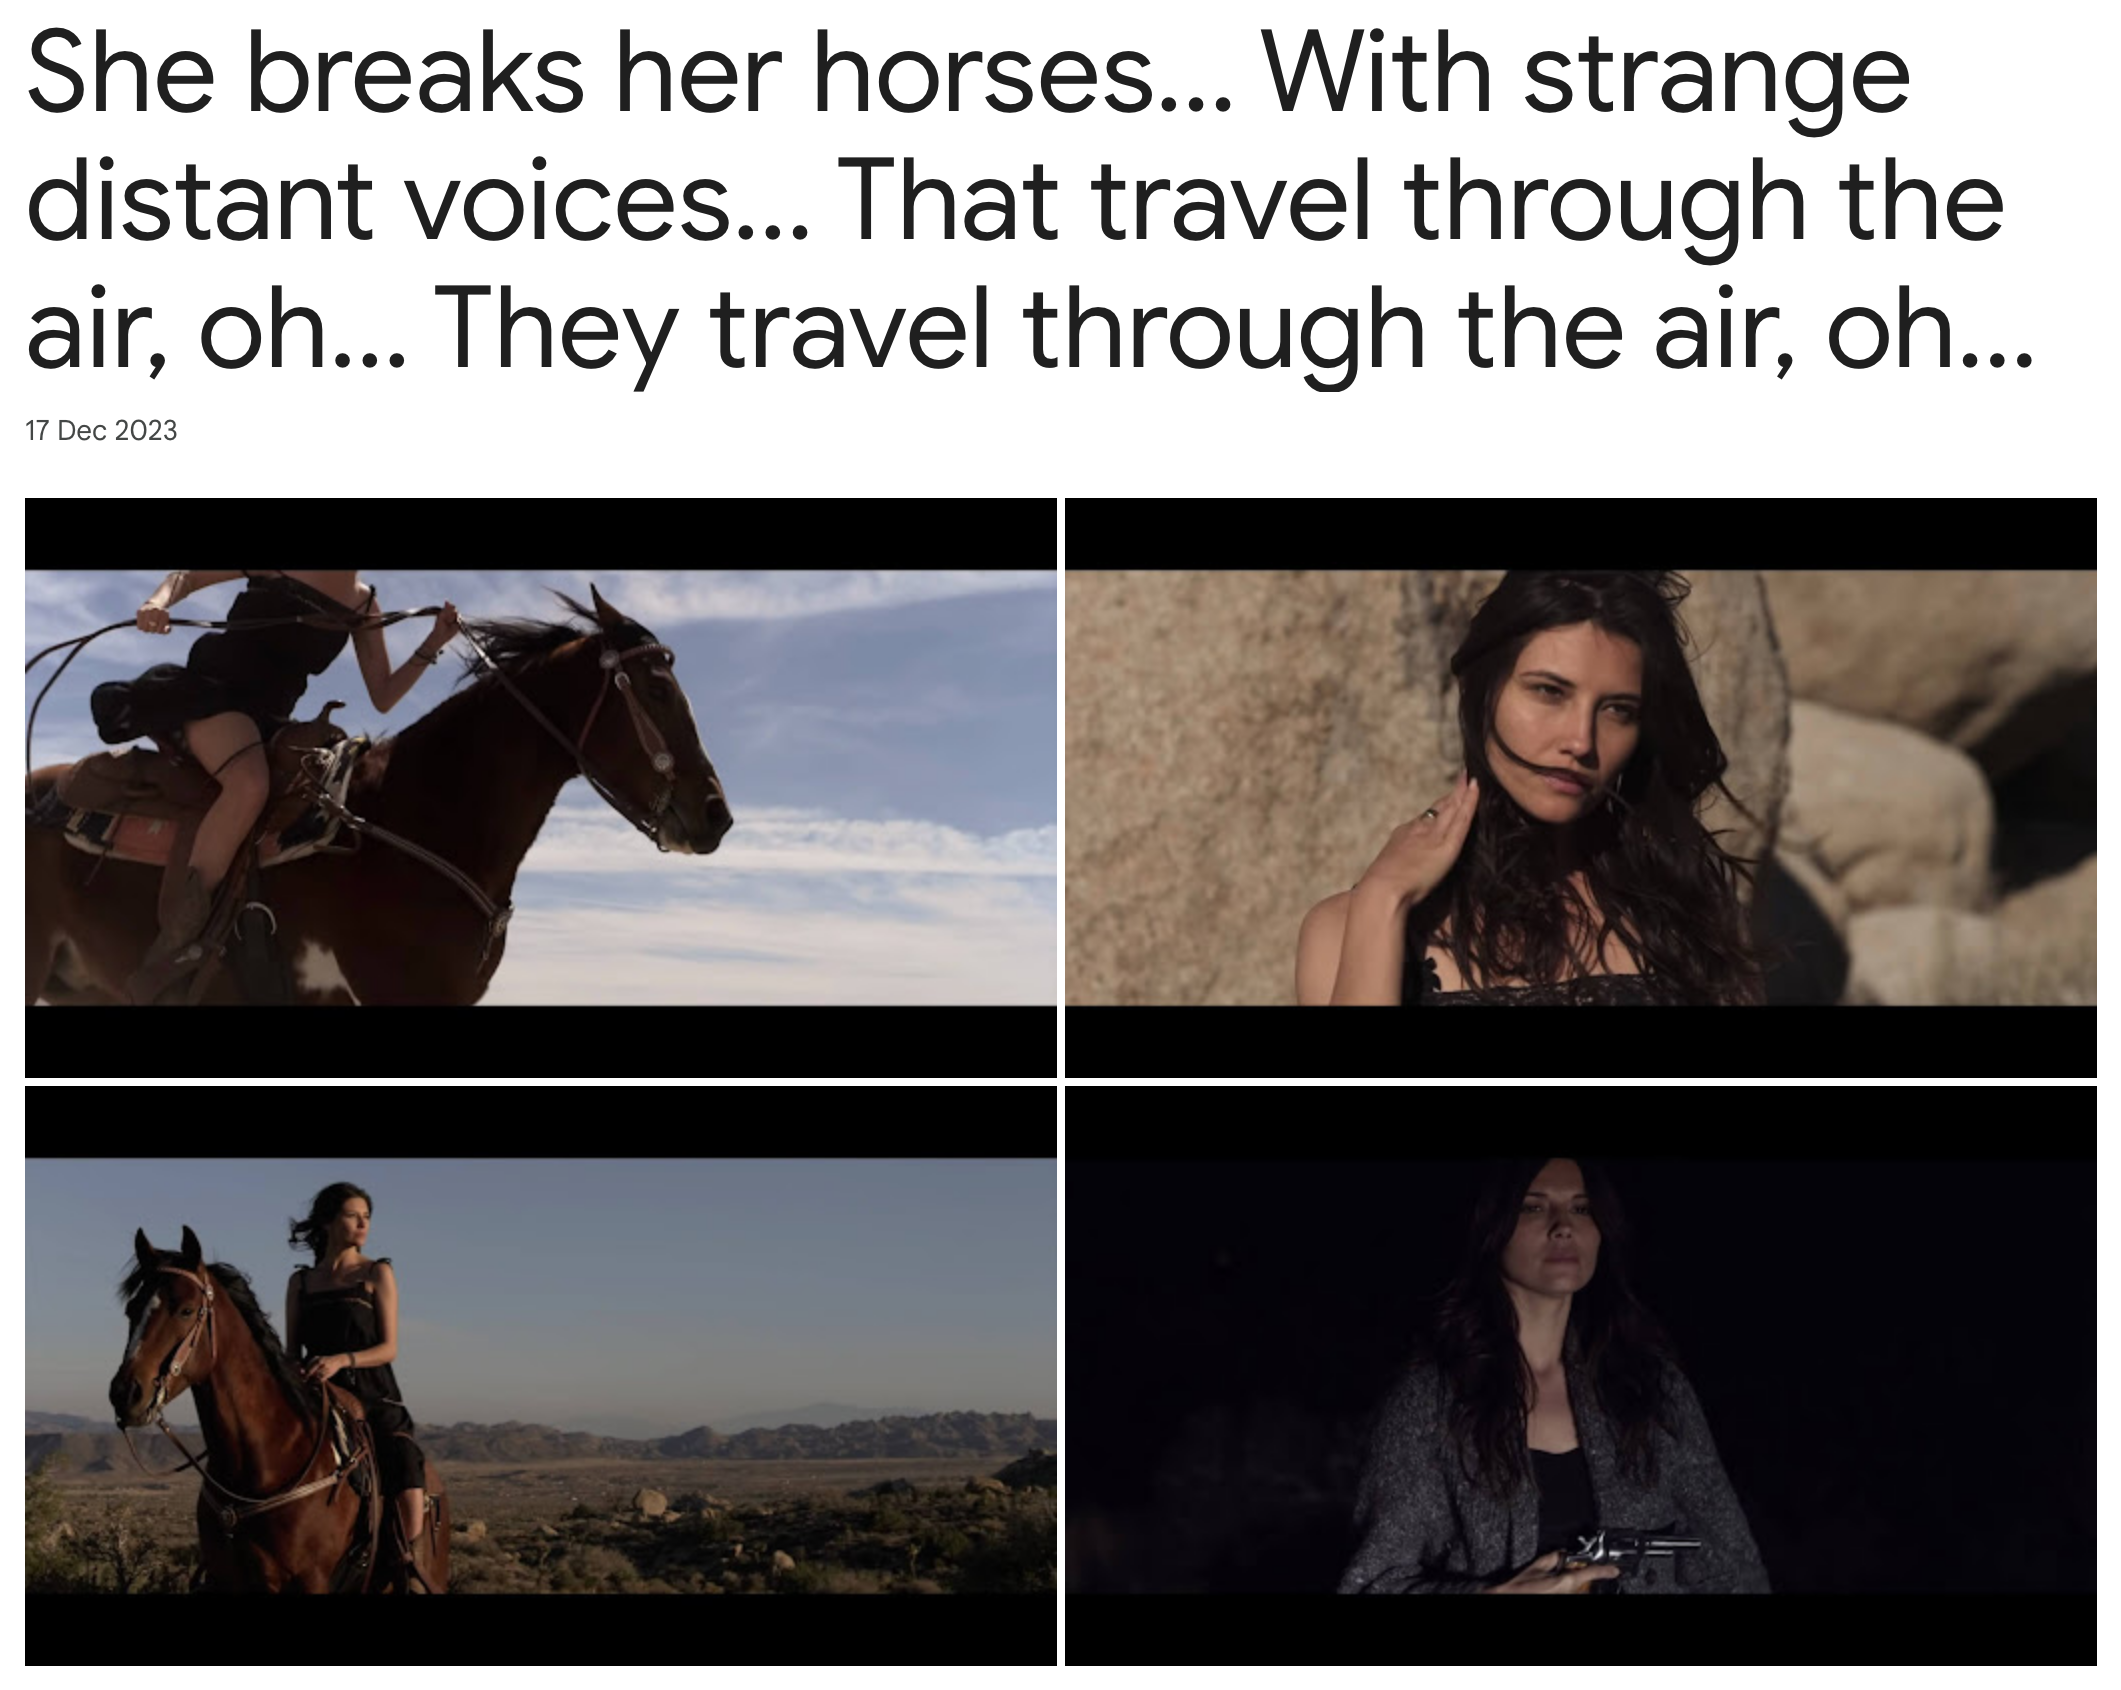 She breaks her horses... With strange
distant voices... That travel through the
air, oh... They travel through the air, oh...
17 Dec 2023